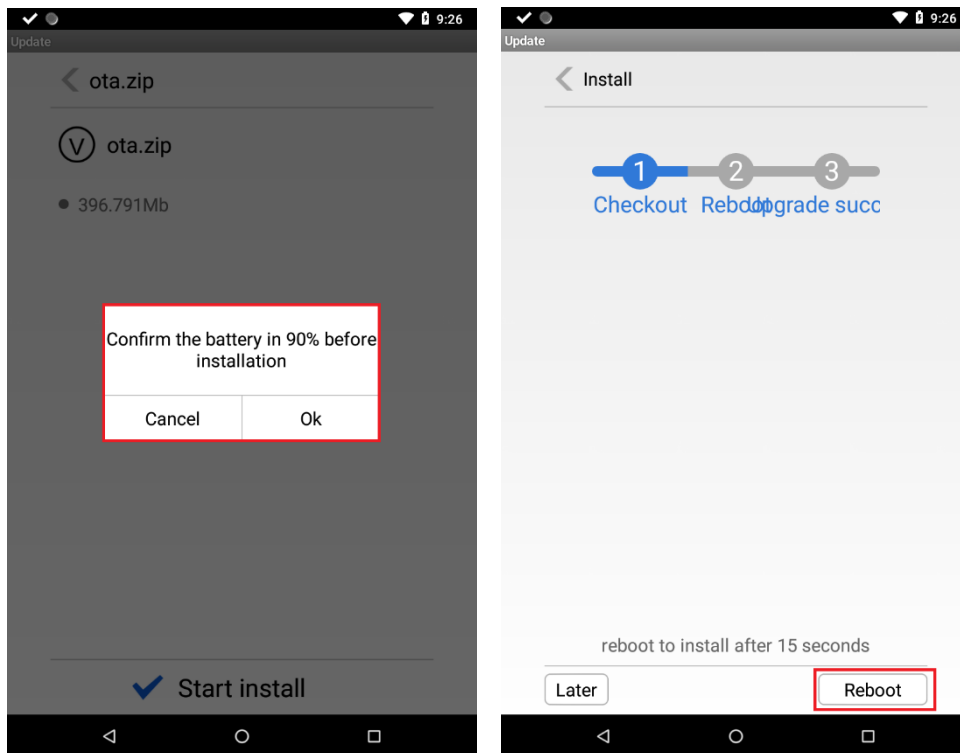 9:26
Update
ota.zip
V ota.zip
396.791Mb
Confirm the battery in 90% before
installation
Cancel Ok
Start install
9:26
Update
Install
1 2 3
Checkout Reboot Upgrade succ
reboot to install after 15 seconds
Later Reboot